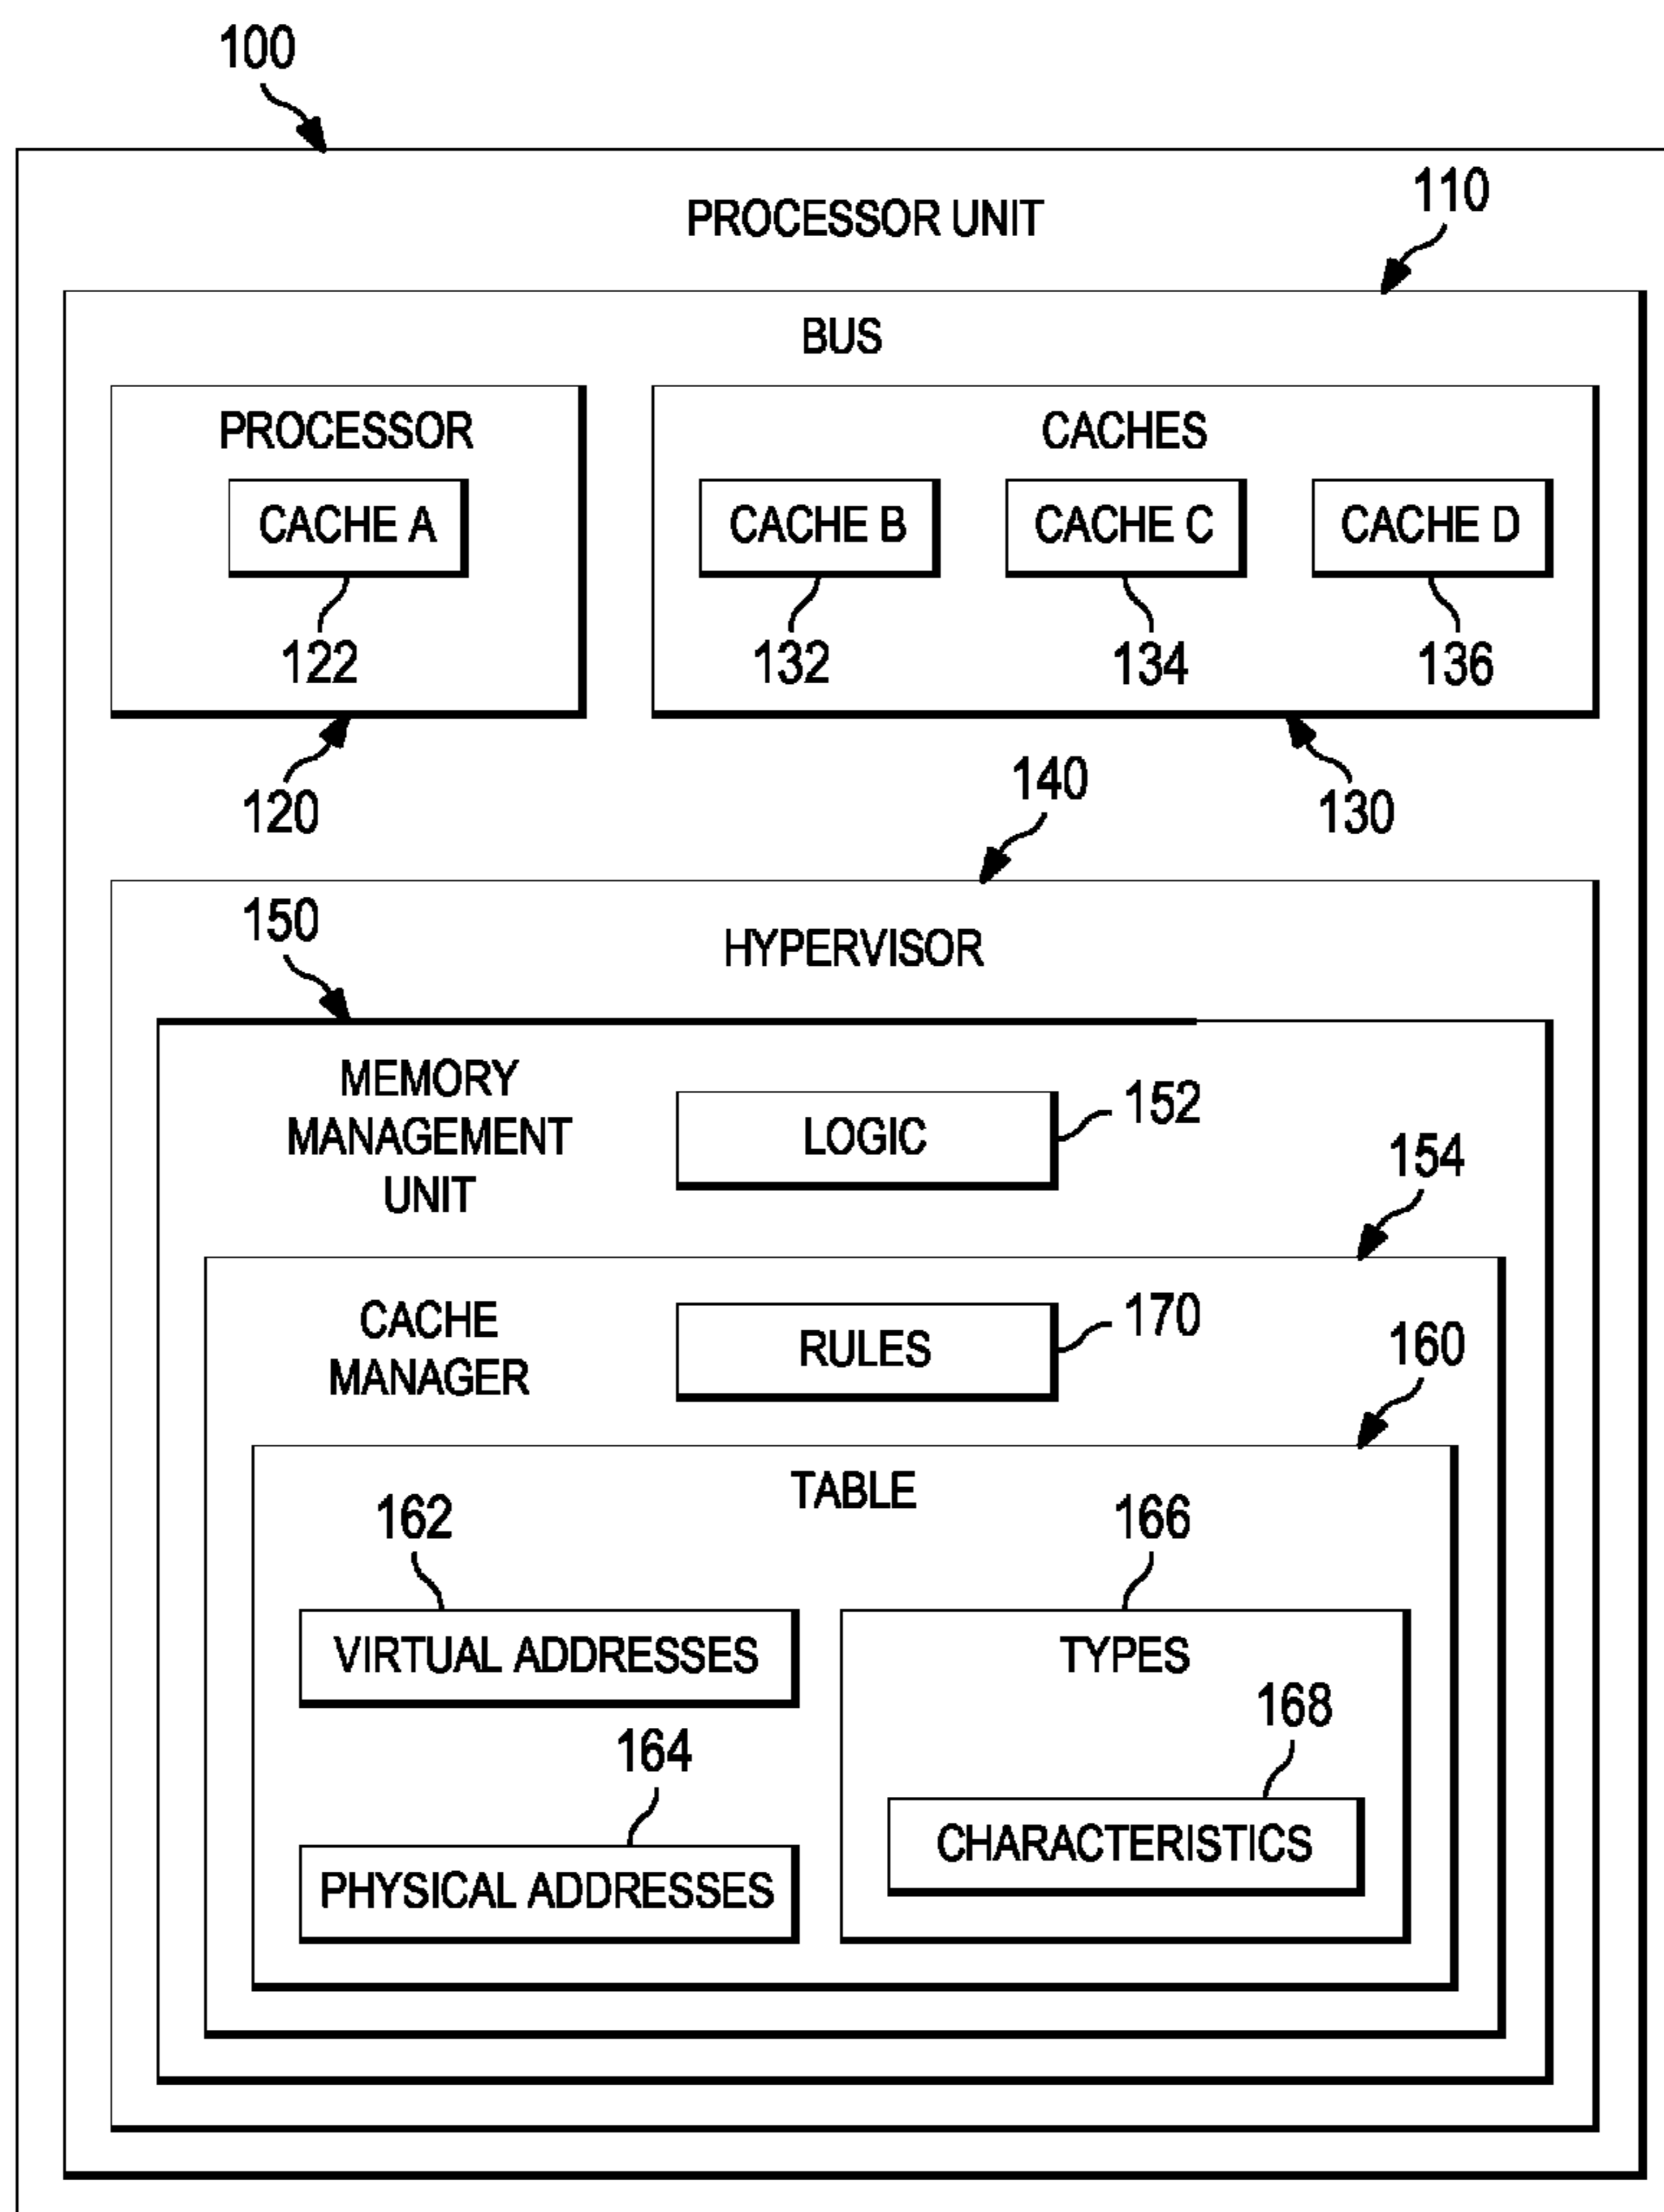 100
PROCESSOR UNIT
110
BUS
PROCESSOR
CACHE A
122
120
CACHES
CACHE B
CACHE C
CACHE D
132
134
136
130
140
HYPERVISOR
150
MEMORY
MANAGEMENT
UNIT
LOGIC
152
154
CACHE
MANAGER
RULES
170
160
TABLE
162
VIRTUAL ADDRESSES
164
PHYSICAL ADDRESSES
166
TYPES
168
CHARACTERISTICS